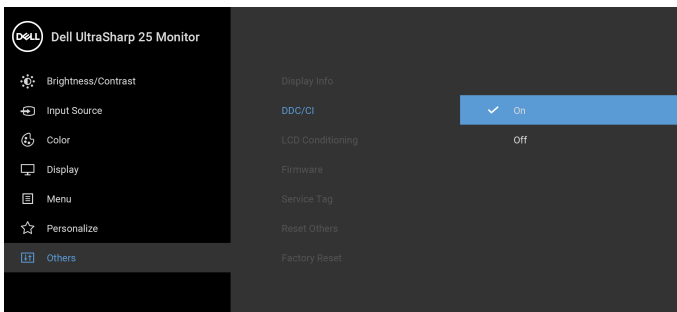 DELL Dell UltraSharp 25 Monitor
Brightness/Contrast
Input Source
Color
Display
Menu
Personalize
Others
Display Info
DDC/CI
LCD Conditioning
Firmware
Service Tag
Reset Others
Factory Reset
On
Off